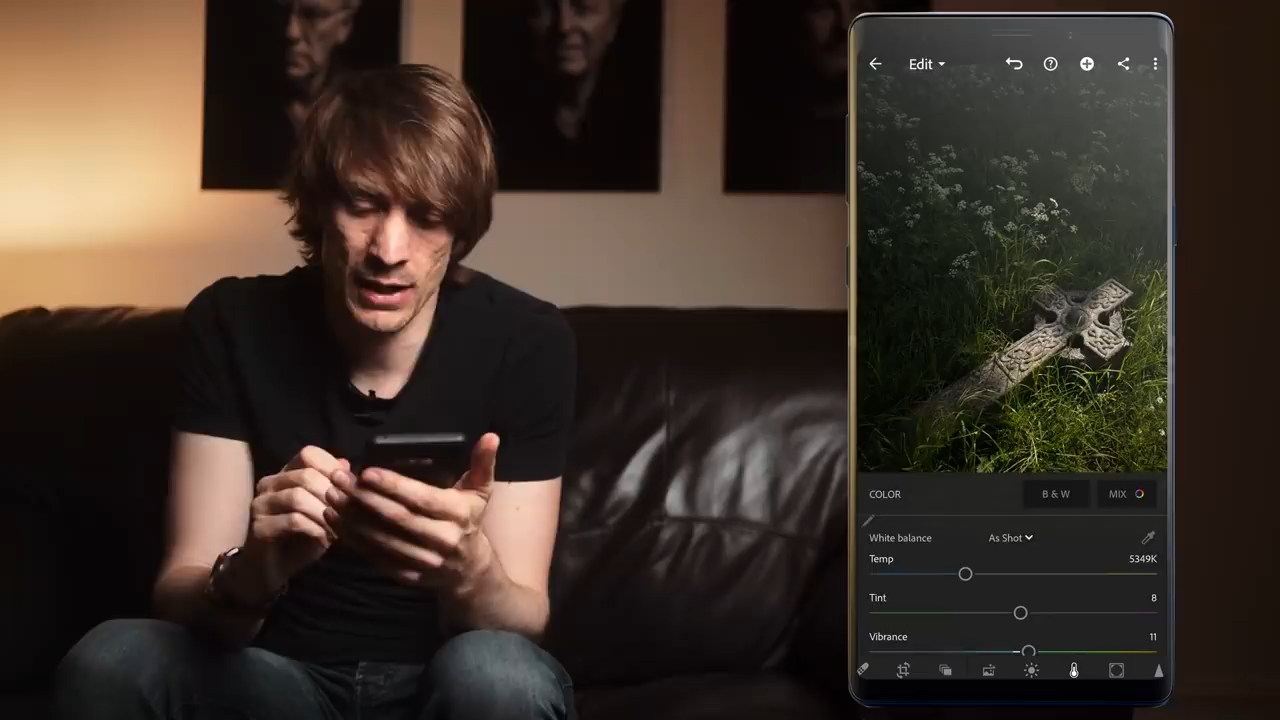 Edit
COLOR B & W MIX
White balance As Shot
Temp 5349K
Tint 8
Vibrance 11